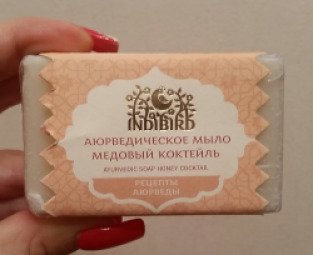 INDIBIRD
АЮРВЕДИЧЕСКОЕ МЫЛО
МЕДОВЫЙ КОКТЕЙЛЬ
AYURVEDIC SOAP HONEY COCKTAIL
РЕЦЕПТЫ
АЮРВЕДЫ